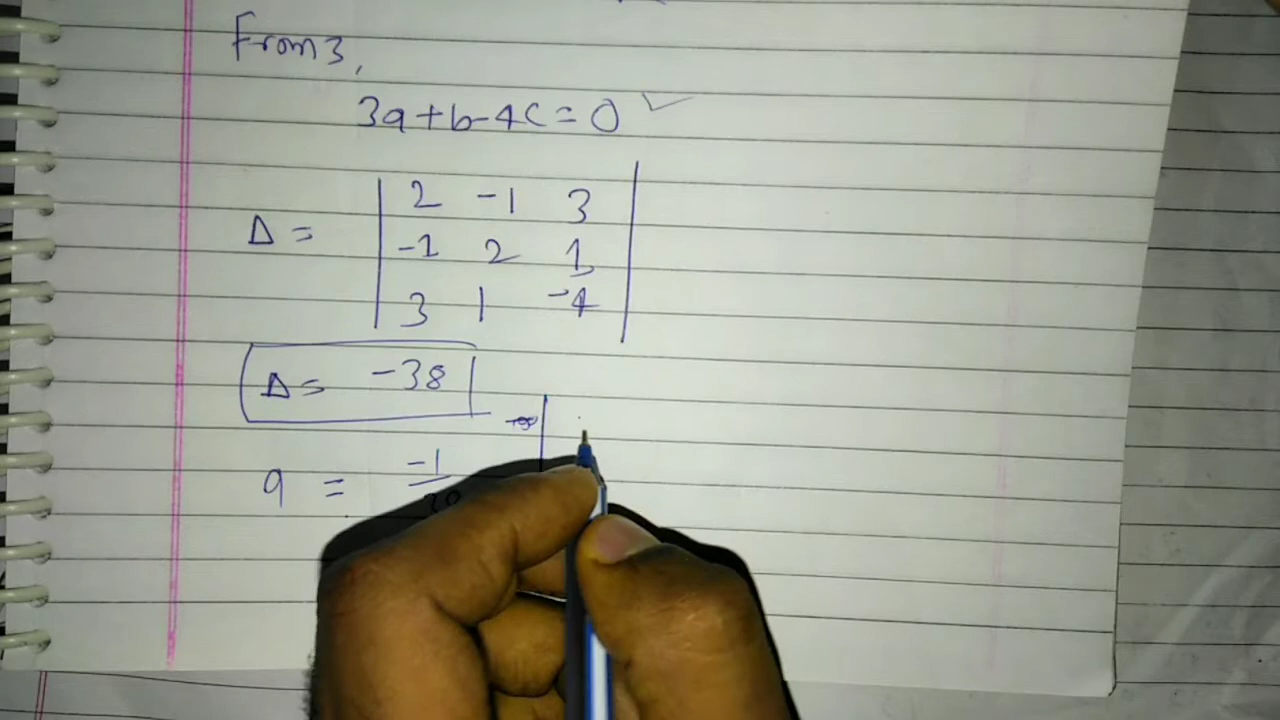 From 3,
3a+b-4c=0 ✓
Δ = | 2 -1 3 |
| -1 2 1 |
| 3 1 -4 |
Δ = -38
a = -1